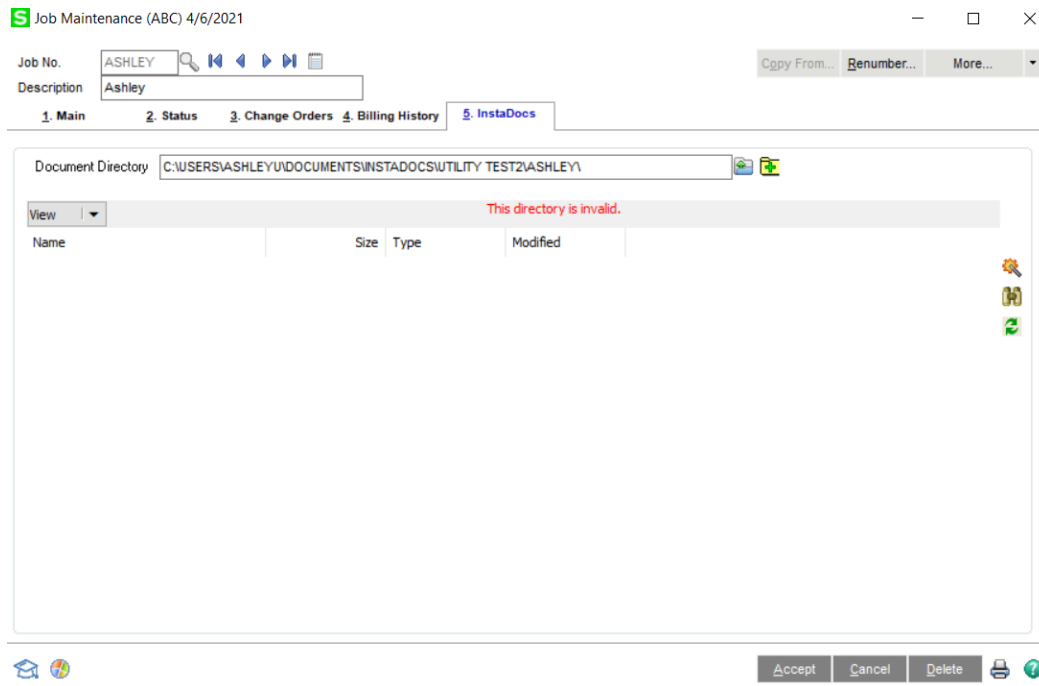 S Job Maintenance (ABC) 4/6/2021
Job No. ASHLEY Copy From... Renumber... More...
Description Ashley
1. Main 2. Status 3. Change Orders 4. Billing History 5. InstaDocs
Document Directory C:\USERS\ASHLEYU\DOCUMENTS\INSTADOCS\UTILITY TEST2\ASHLEY\
View This directory is invalid.
Name Size Type Modified
Accept Cancel Delete ?